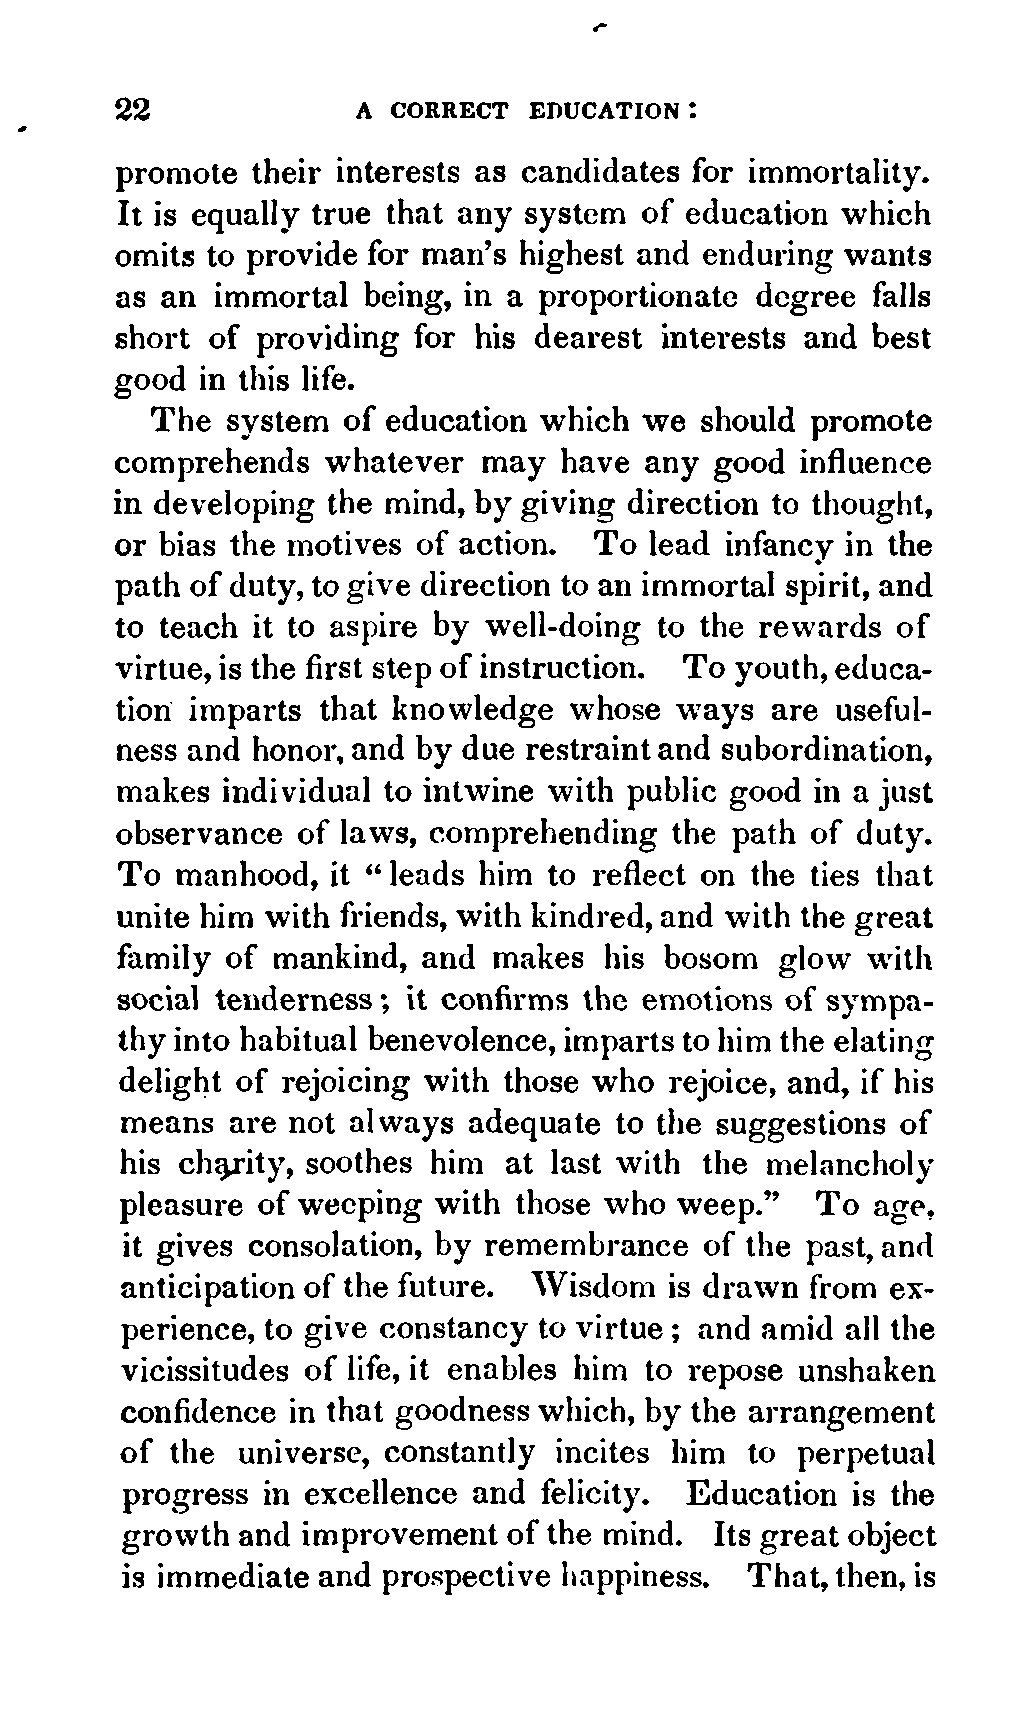 22 A CORRECT EDUCATION:
promote their interests as candidates for immortality.
It is equally true that any system of education which
omits to provide for man's highest and enduring wants
as an immortal being, in a proportionate degree falls
short of providing for his dearest interests and best
good in this life.
The system of education which we should promote
comprehends whatever may have any good influence
in developing the mind, by giving direction to thought,
or bias the motives of action. To lead infancy in the
path of duty, to give direction to an immortal spirit, and
to teach it to aspire by well-doing to the rewards of
virtue, is the first step of instruction. To youth, educa-
tion imparts that knowledge whose ways are useful-
ness and honor, and by due restraint and subordination,
makes individual to intwine with public good in a just
observance of laws, comprehending the path of duty.
To manhood, it "leads him to reflect on the ties that
unite him with friends, with kindred, and with the great
family of mankind, and makes his bosom glow with
social tenderness; it confirms the emotions of sympa-
thy into habitual benevolence, imparts to him the elating
delight of rejoicing with those who rejoice, and, if his
means are not always adequate to the suggestions of
his charity, soothes him at last with the melancholy
pleasure of weeping with those who weep." To age,
it gives consolation, by remembrance of the past, and
anticipation of the future. Wisdom is drawn from ex-
perience, to give constancy to virtue; and amid all the
vicissitudes of life, it enables him to repose unshaken
confidence in that goodness which, by the arrangement
of the universe, constantly incites him to perpetual
progress in excellence and felicity. Education is the
growth and improvement of the mind. Its great object
is immediate and prospective happiness. That, then, is